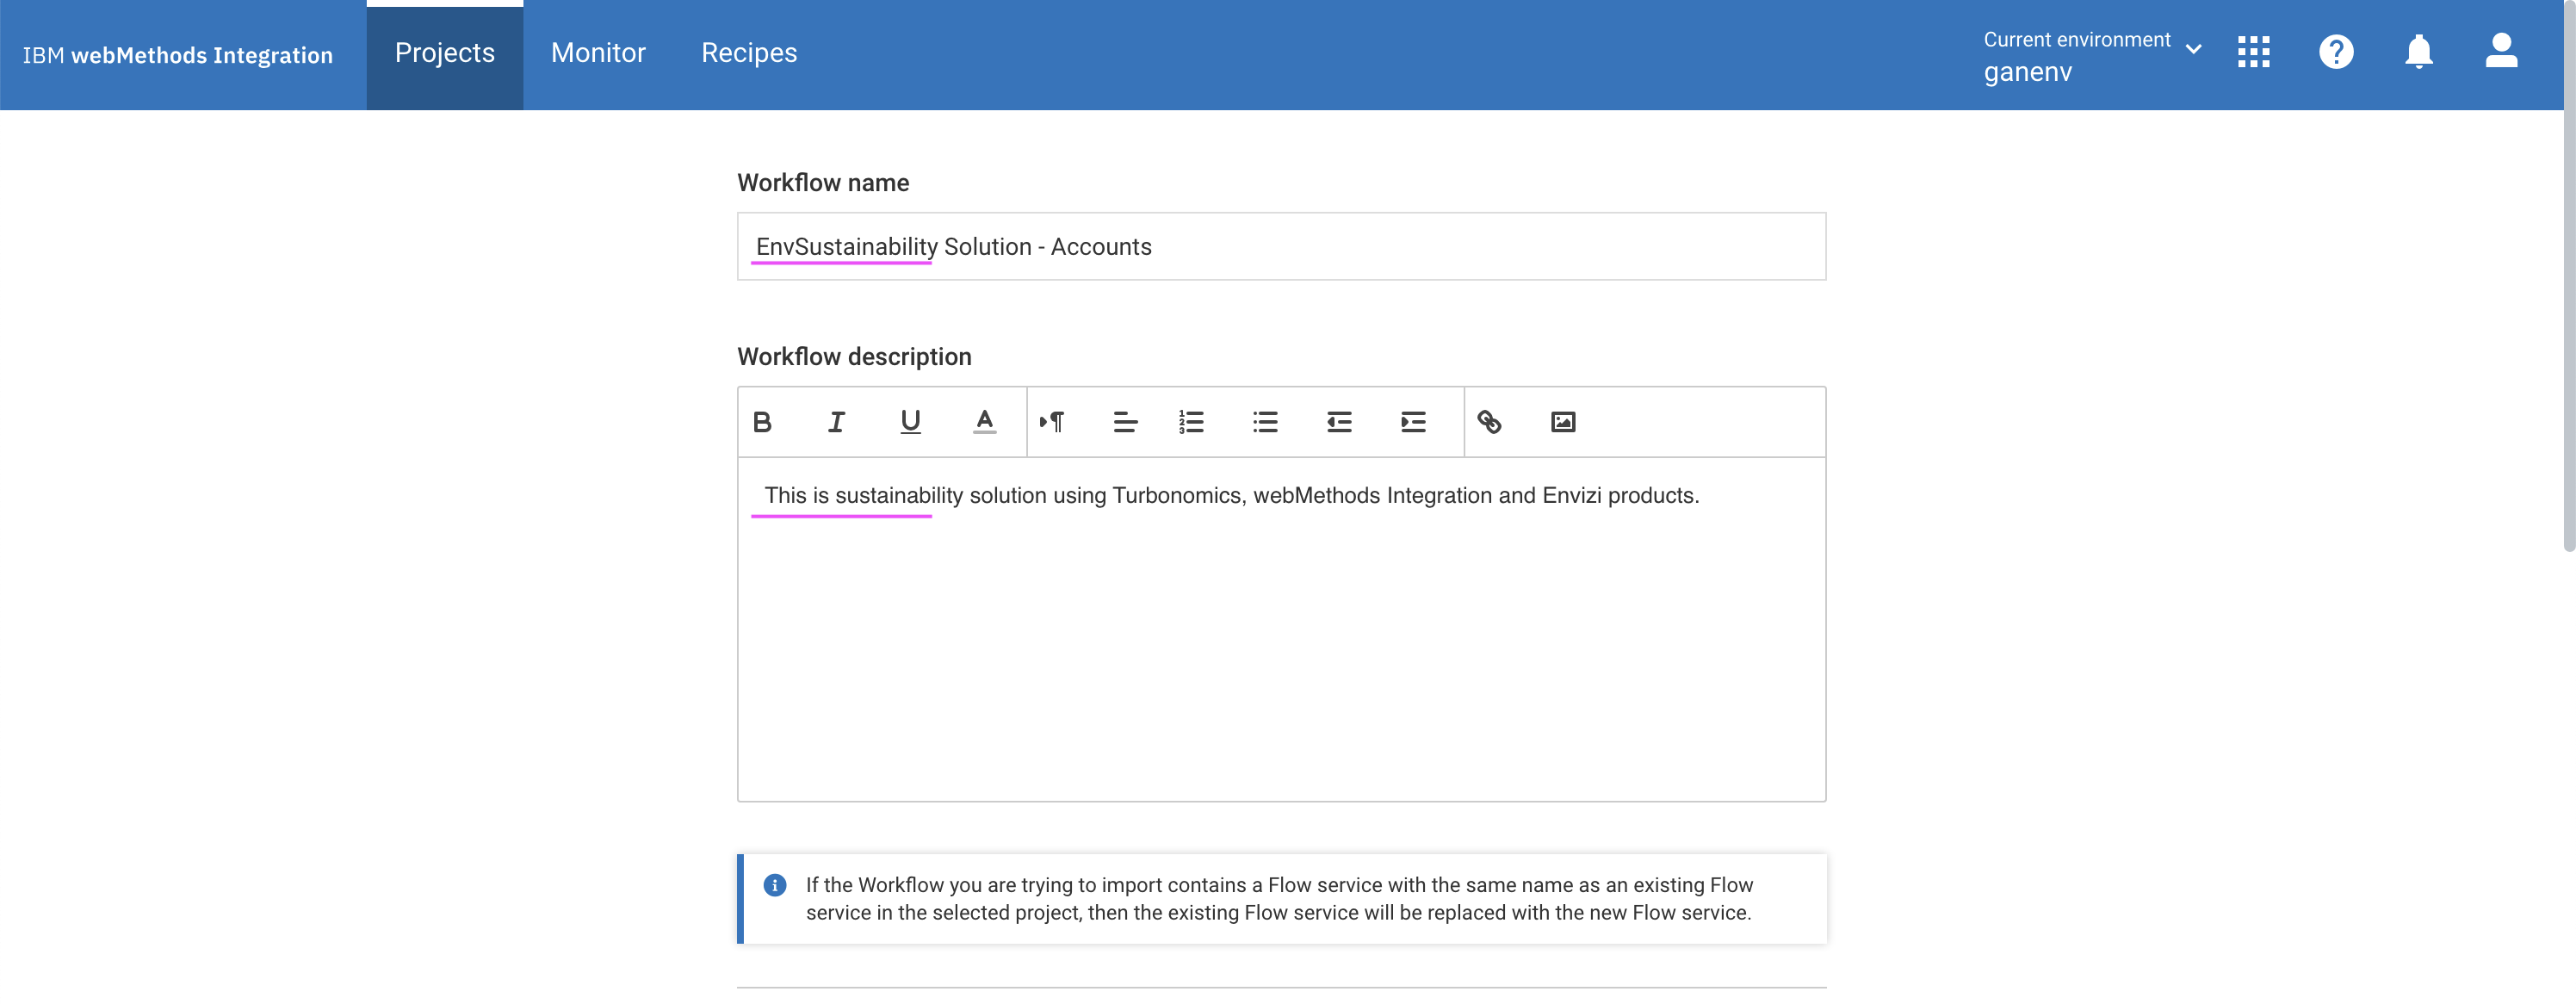 IBM webMethods Integration
Projects
Monitor
Recipes
Current environment
ganenv
Workflow name
EnvSustainability Solution - Accounts
Workflow description
This is sustainability solution using Turbonomics, webMethods Integration and Envizi products.
If the Workflow you are trying to import contains a Flow service with the same name as an existing Flow
service in the selected project, then the existing Flow service will be replaced with the new Flow service.